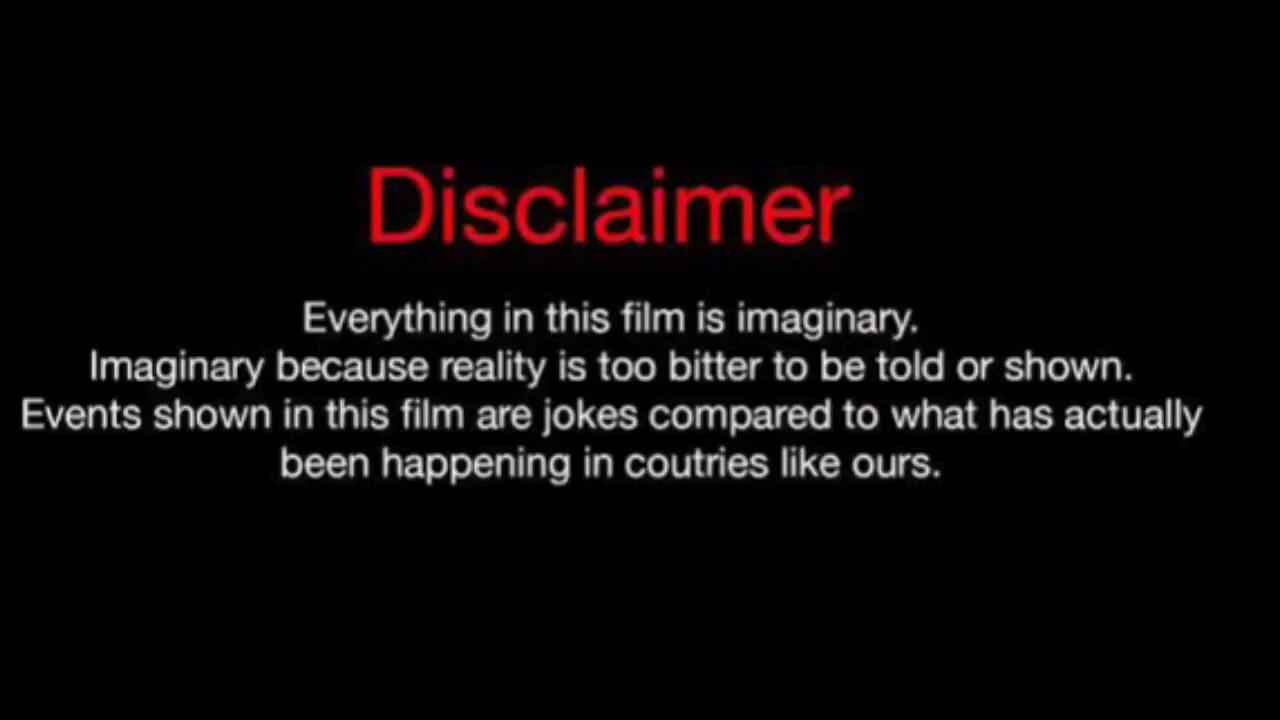 Disclaimer
Everything in this film is imaginary.
Imaginary because reality is too bitter to be told or shown.
Events shown in this film are jokes compared to what has actually
been happening in coutries like ours.